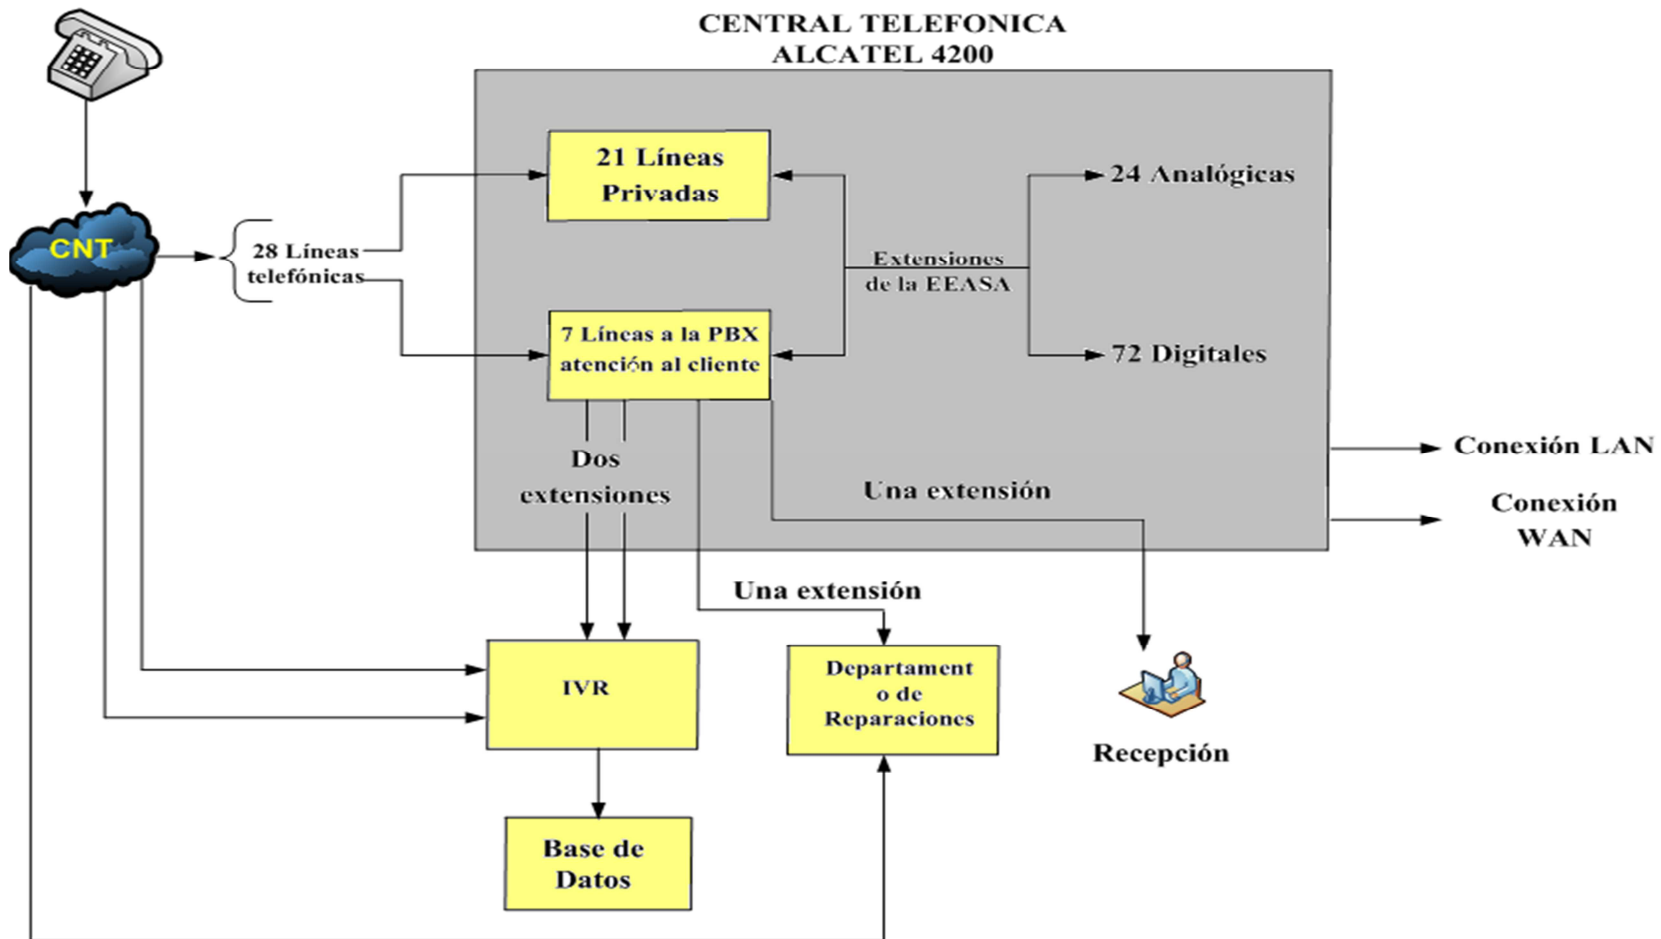 CENTRAL TELEFONICA
ALCATEL 4200
21 Líneas
Privadas
24 Analógicas
CNT
28 Líneas
telefónicas
Extensiones
de la EEASA
7 Líneas a la PBX
atención al cliente
72 Digitales
Dos
extensiones
Una extensión
Conexión LAN
Conexión
WAN
Una extensión
IVR
Departament
o de
Reparaciones
Recepción
Base de
Datos